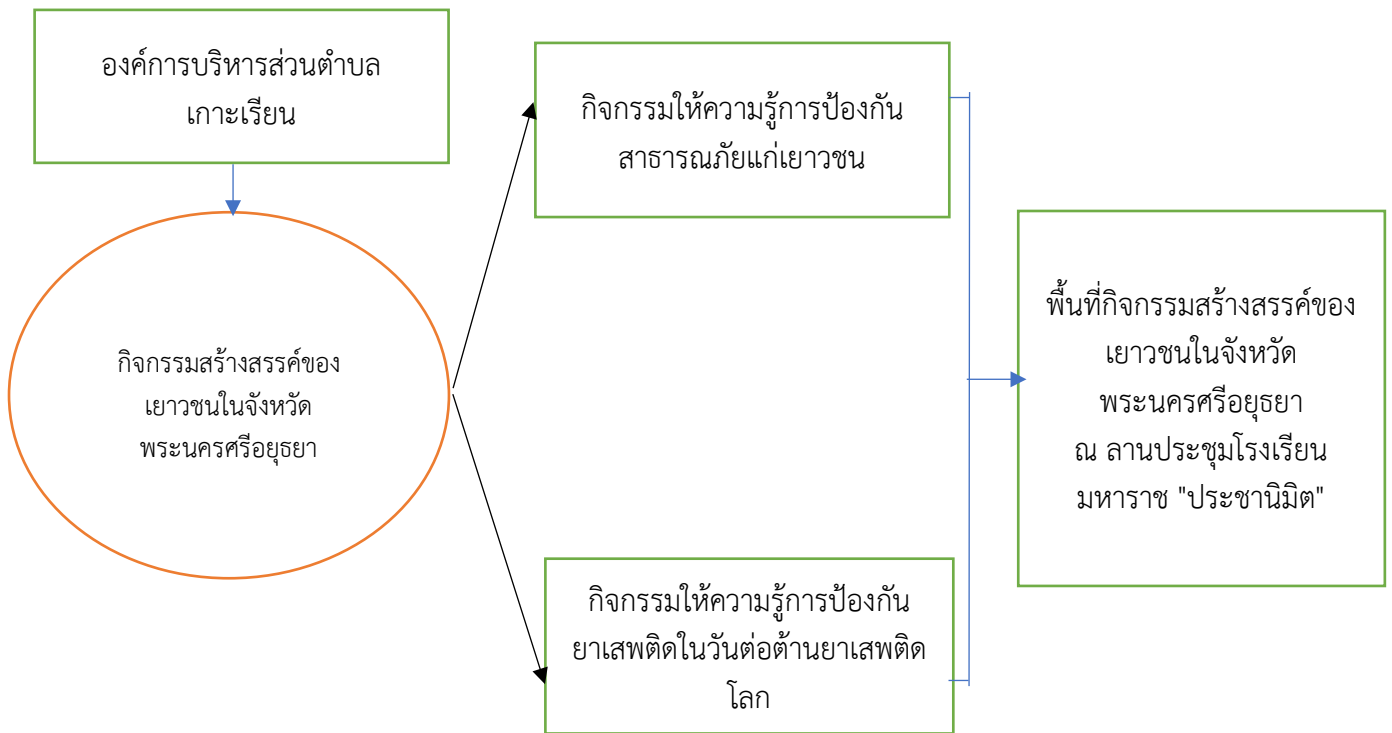 องค์การบริหารส่วนตำบล
เกาะเรียน
กิจกรรมสร้างสรรค์ของ
เยาวชนในจังหวัด
พระนครศรีอยุธยา
กิจกรรมให้ความรู้การป้องกัน
สาธารณภัยแก่เยาวชน
กิจกรรมให้ความรู้การป้องกัน
ยาเสพติดในวันต่อต้านยาเสพติด
โลก
พื้นที่กิจกรรมสร้างสรรค์ของ
เยาวชนในจังหวัด
พระนครศรีอยุธยา
ณ ลานประชุมโรงเรียน
มหาราช "ประชานิมิต"